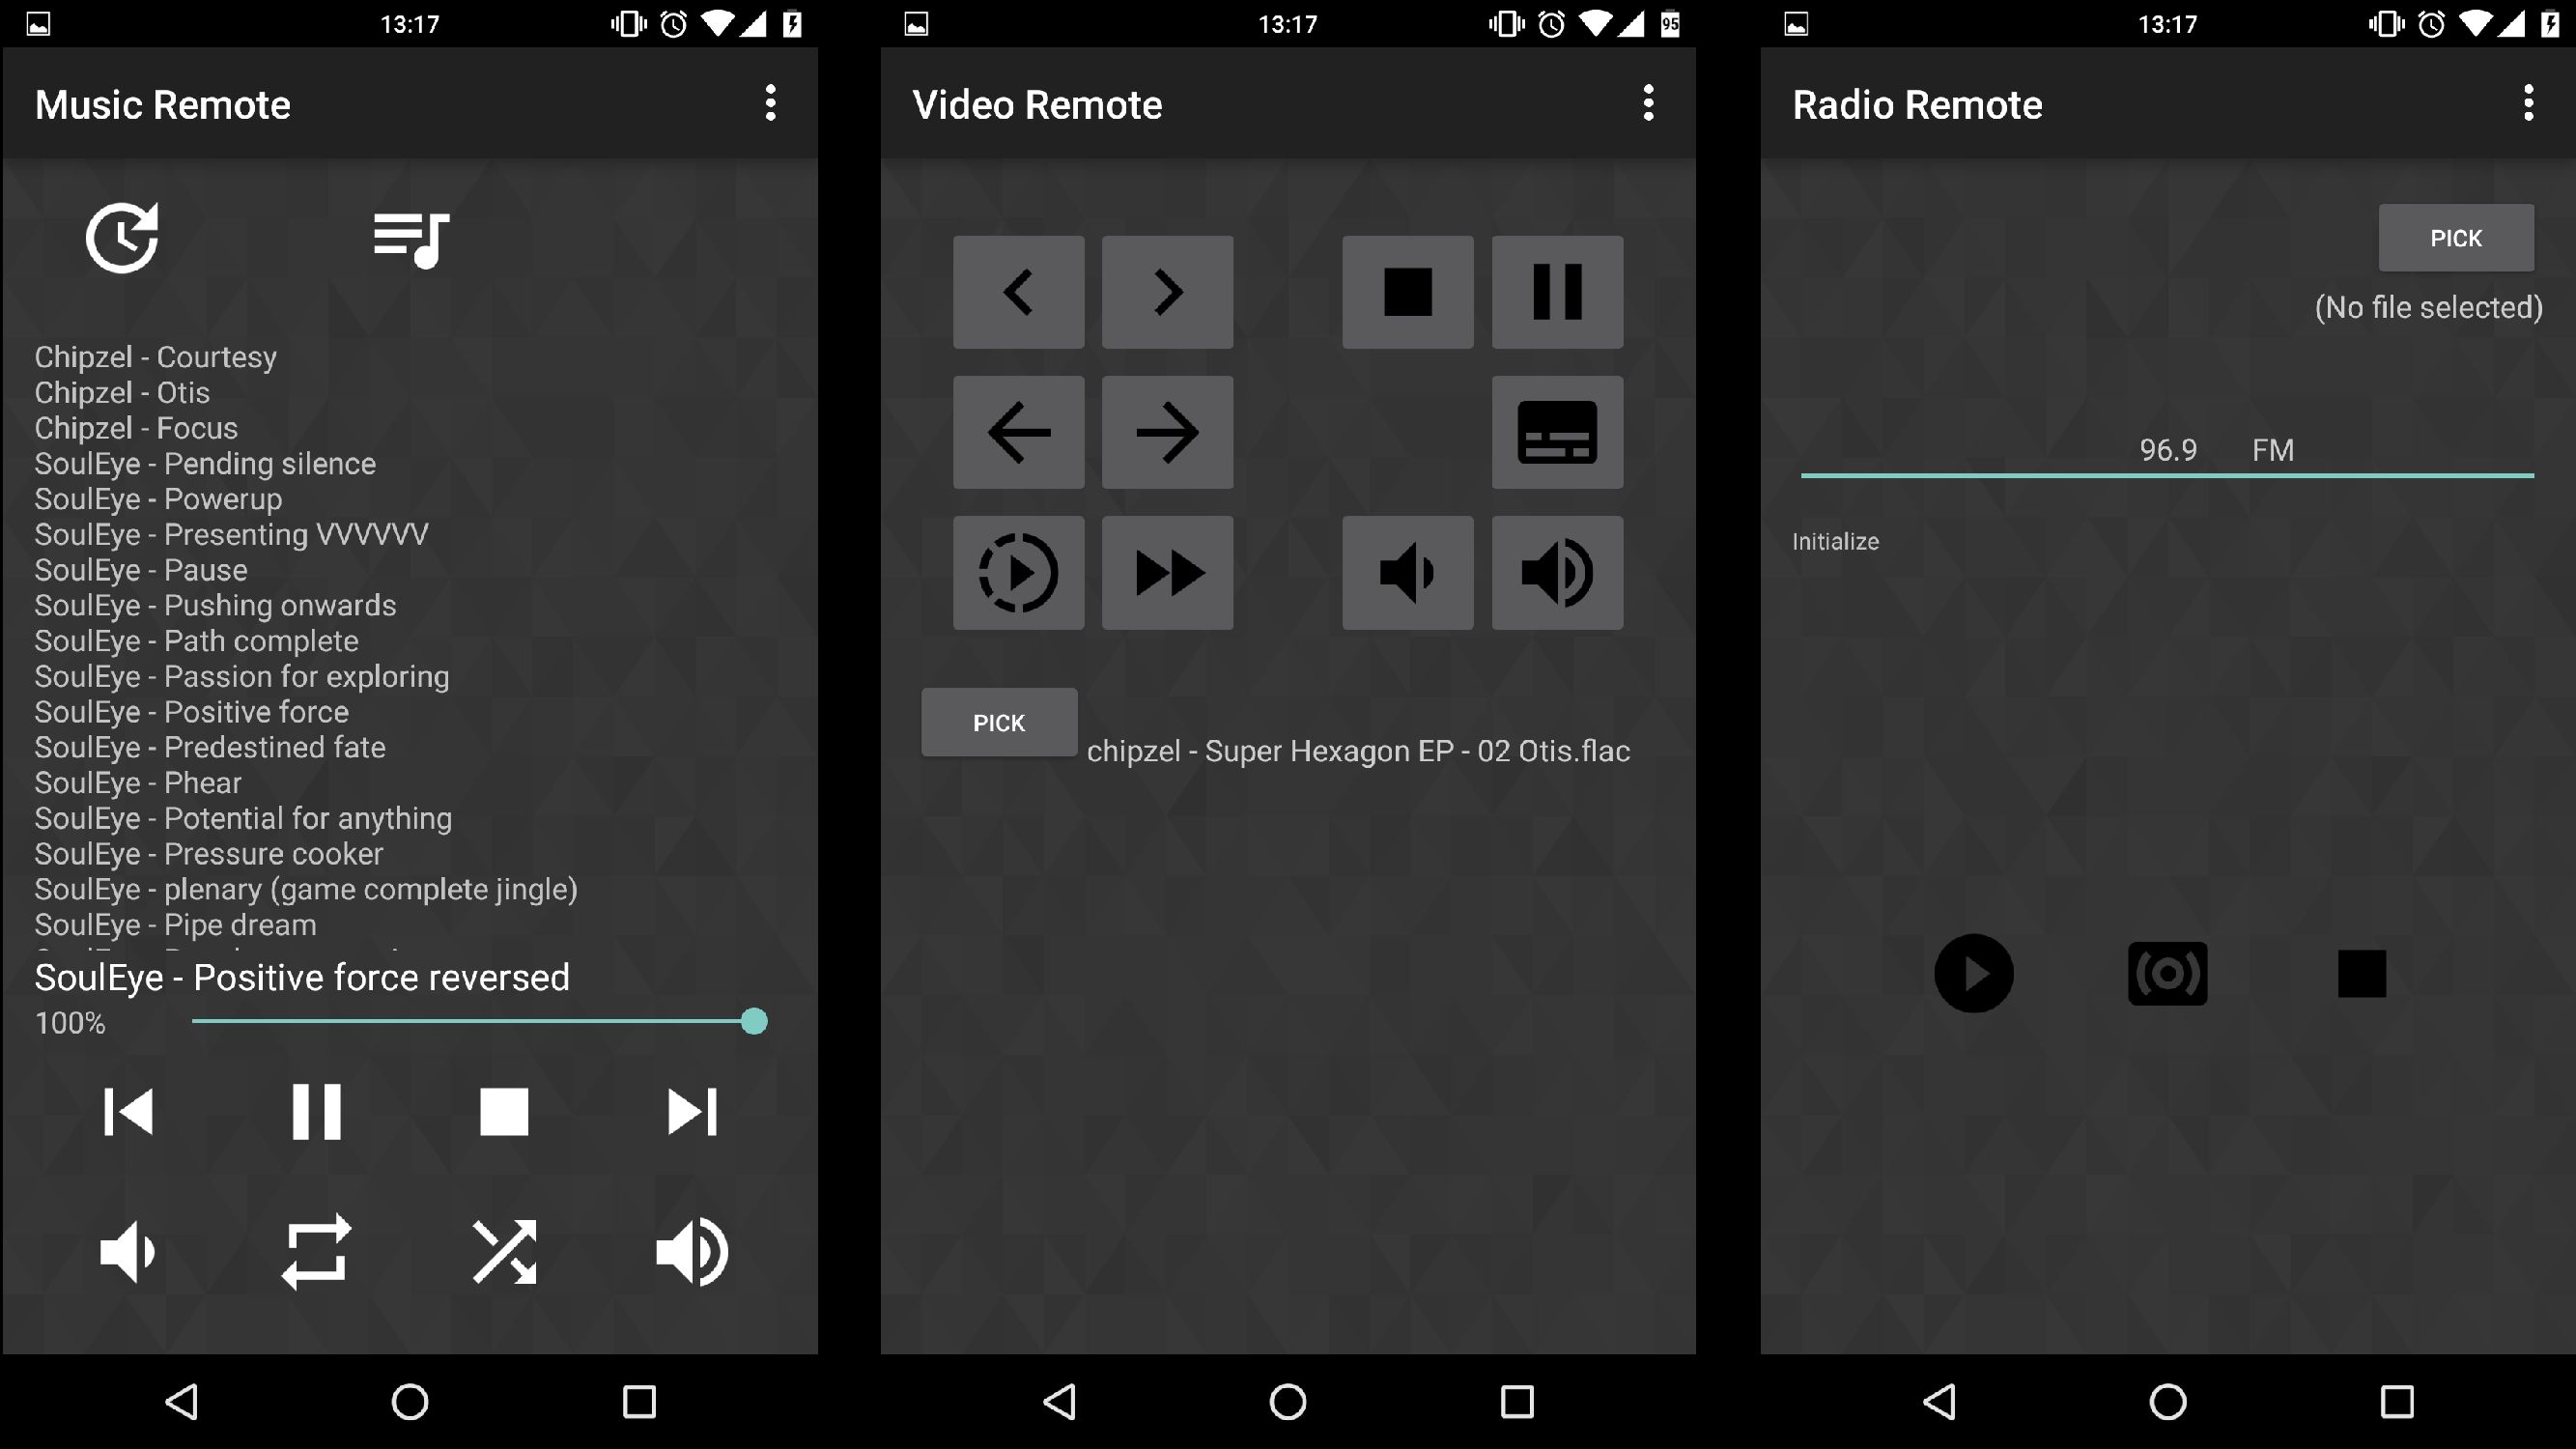 13:17
Music Remote
Chipzel - Courtesy
Chipzel - Otis
Chipzel - Focus
SoulEye - Pending silence
SoulEye - Powerup
SoulEye - Presenting VVVVVV
SoulEye - Pause
SoulEye - Pushing onwards
SoulEye - Path complete
SoulEye - Passion for exploring
SoulEye - Positive force
SoulEye - Predestined fate
SoulEye - Phear
SoulEye - Potential for anything
SoulEye - Pressure cooker
SoulEye - plenary (game complete jingle)
SoulEye - Pipe dream
SoulEye - Positive force reversed
100%
13:17
95
Video Remote
PICK
chipzel - Super Hexagon EP - 02 Otis.flac
13:17
Radio Remote
PICK
(No file selected)
96.9 FM
Initialize